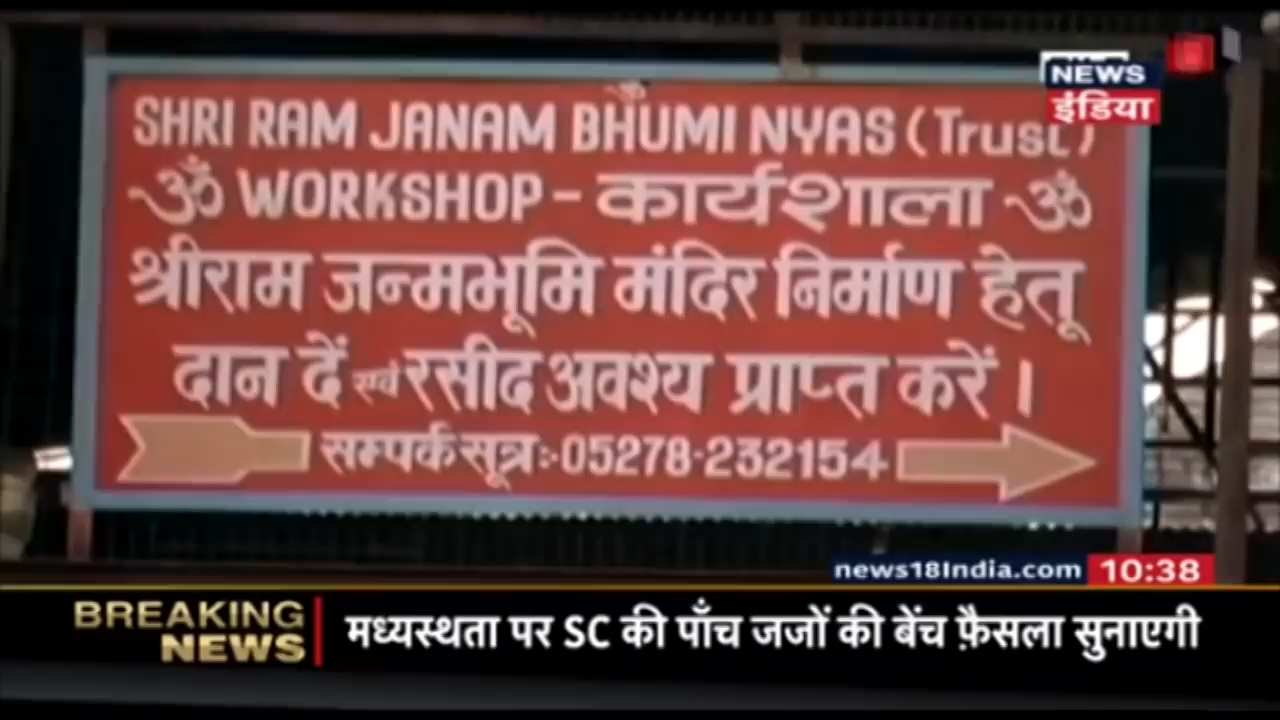 SHRI RAM JANAM BHUMI NYAS (Trust)
ॐ WORKSHOP - कार्यशाला ॐ
श्रीराम जन्मभूमि मंदिर निर्माण हेतू
दान दें एवं रसीद अवश्य प्राप्त करें ।
सम्पर्क सूत्र:-05278-232154
NEWS
इंडिया
news18India.com 10:38
BREAKING
NEWS
मध्यस्थता पर SC की पाँच जजों की बेंच फ़ैसला सुनाएगी